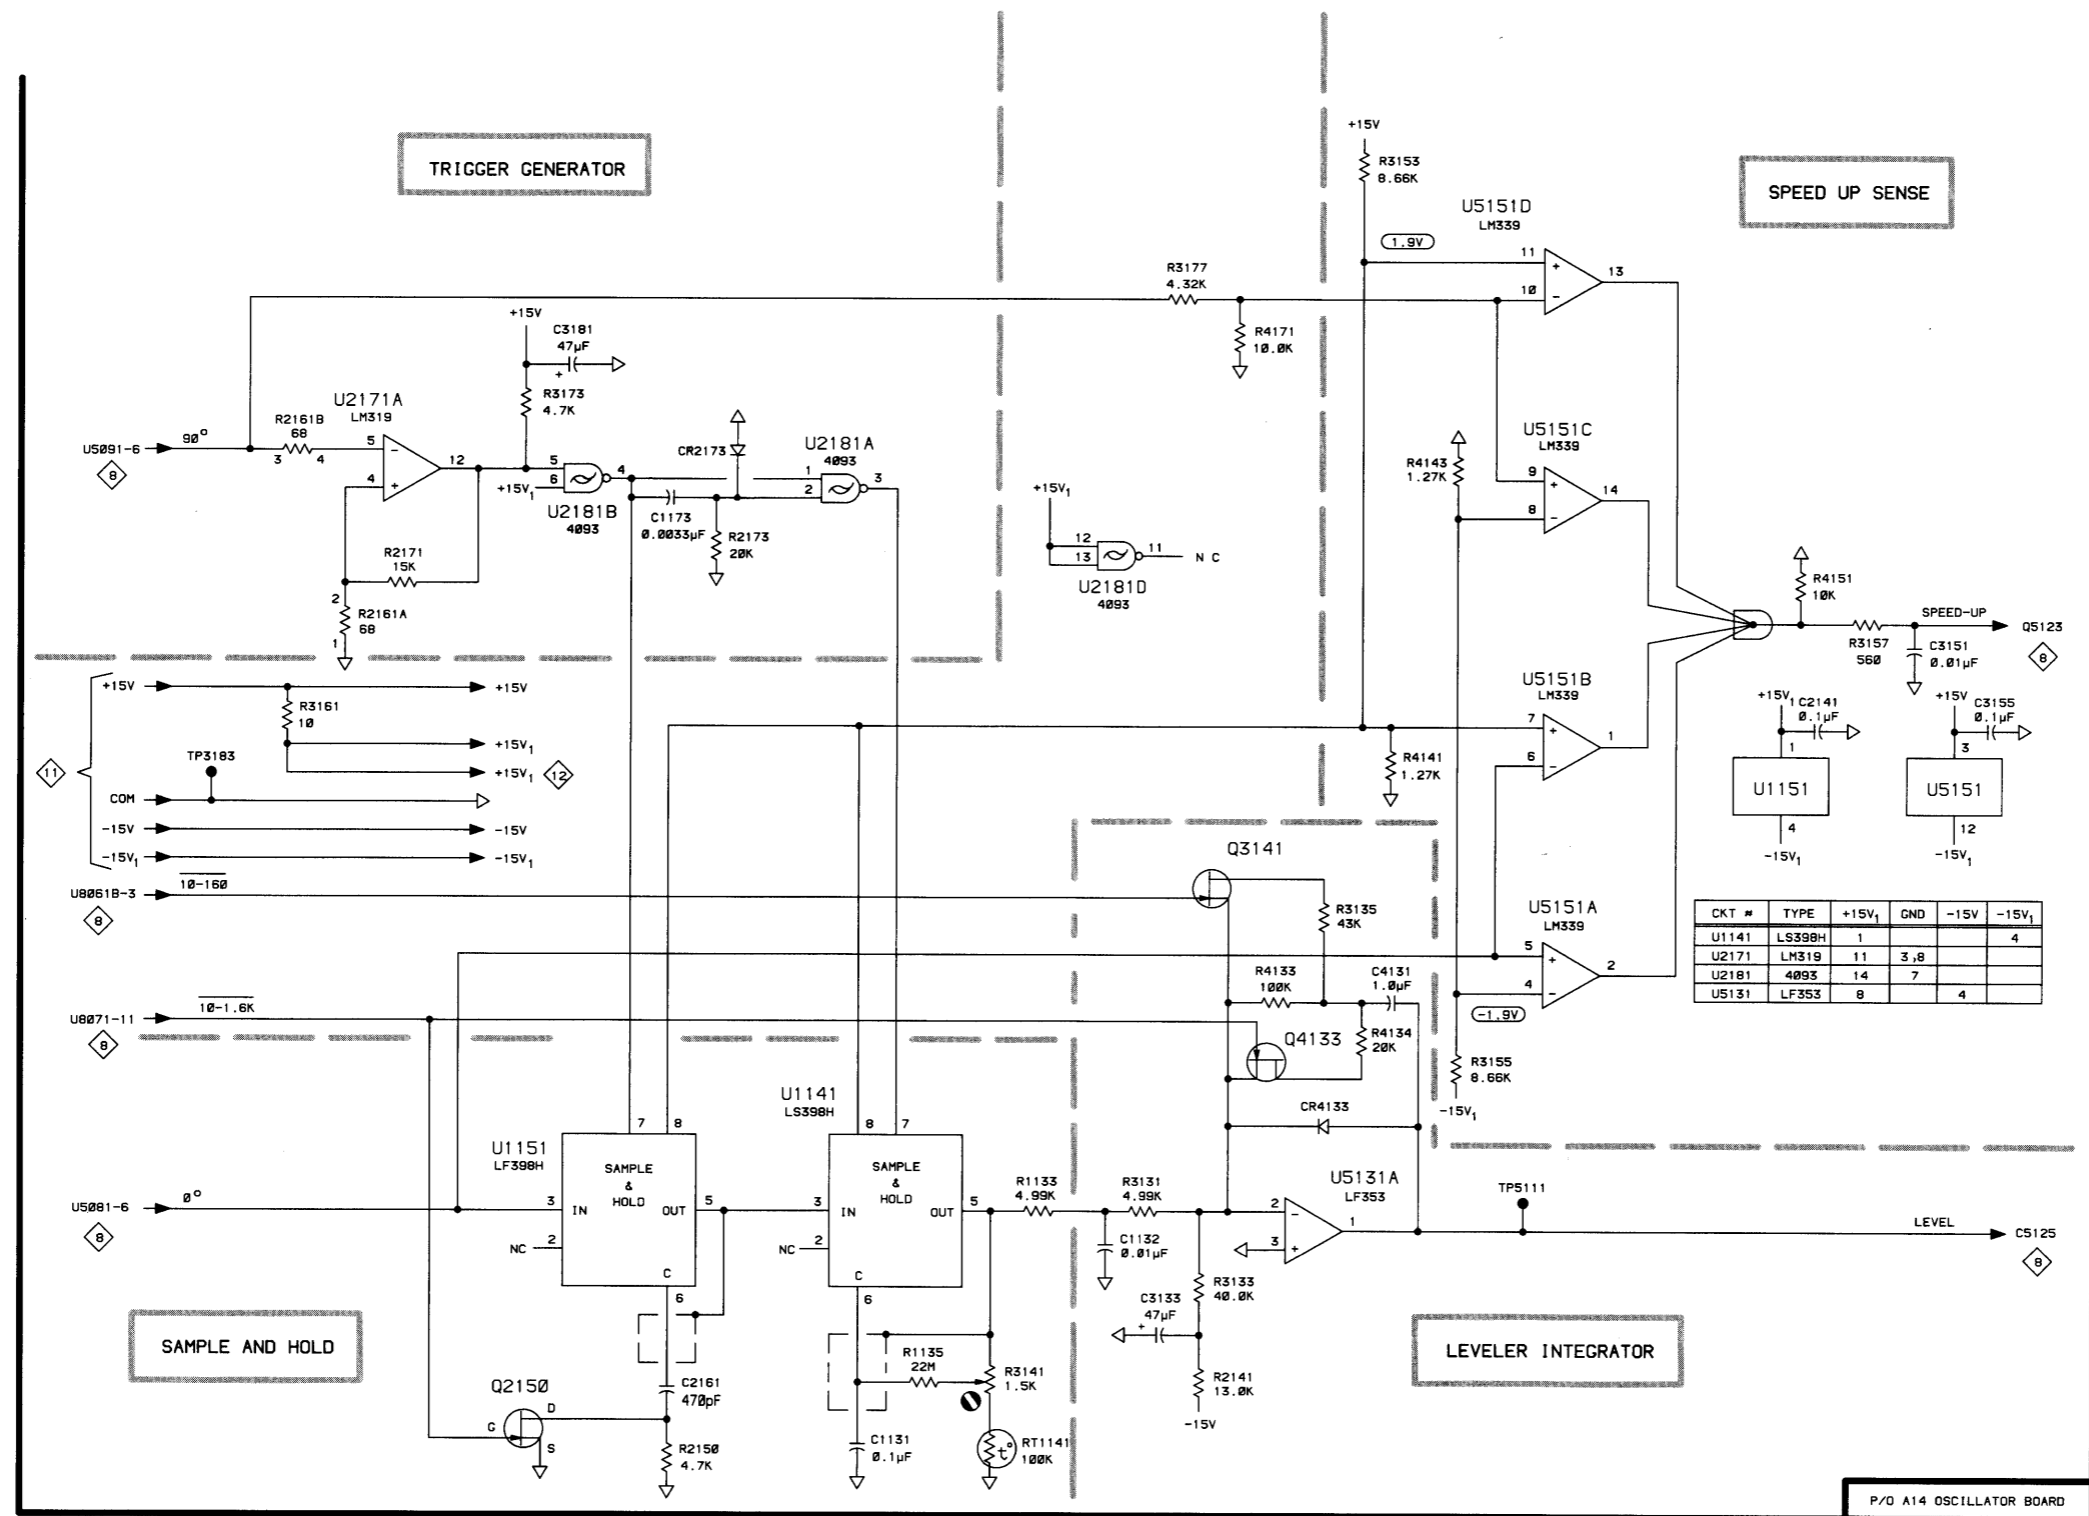 TRIGGER GENERATOR
SPEED UP SENSE
+15V
R3153
8.66K
U5151D
LM339
1.9V
11
+
10
-
13
R3177
4.32K
R4171
10.0K
+15V
C3181
47µF
+
R3173
4.7K
U2171A
LM319
R2161B
68
3
4
U5091-6
90°
8
5
-
4
+
12
5
6
+15V₁
4
U2181B
4093
CR2173
U2181A
4093
1
2
3
C1173
0.0033µF
R2173
20K
R2171
15K
2
R2161A
68
1
+15V₁
12
13
11
N C
U2181D
4093
U5151C
LM339
R4143
1.27K
9
+
8
-
14
R4151
10K
SPEED-UP
R3157
560
C3151
0.01µF
Q5123
8
U5151B
LM339
7
+
6
-
1
R4141
1.27K
+15V₁
C2141
0.1µF
1
U1151
4
-15V₁
+15V
C3155
0.1µF
3
U5151
12
-15V₁
11
+15V
+15V
R3161
10
+15V₁
+15V₁
12
TP3183
COM
-15V
-15V
-15V₁
-15V₁
U8061B-3
10-160
8
Q3141
R3135
43K
U5151A
LM339
5
+
4
-
2
-1.9V
R4133
100K
C4131
1.0µF
R4134
20K
Q4133
U8071-11
10-1.6K
8
R3155
8.66K
-15V₁
CR4133
CKT # TYPE +15V₁ GND -15V -15V₁
U1141 LS398H 1 4
U2171 LM319 11 3,8
U2181 4093 14 7
U5131 LF353 8 4
U1151
LF398H
7
8
SAMPLE
&
HOLD
3
IN
OUT
5
NC
2
C
6
U1141
LS398H
8
7
SAMPLE
&
HOLD
3
IN
OUT
5
NC
2
C
6
U5081-6
0°
8
R1133
4.99K
R3131
4.99K
C1132
0.01µF
U5131A
LF353
2
-
3
+
1
TP5111
LEVEL
C5125
8
R3133
40.0K
C3133
47µF
+
R2141
13.0K
-15V
R1135
22M
R3141
1.5K
C2161
470pF
Q2150
D
G
S
R2150
4.7K
C1131
0.1µF
t°
RT1141
100K
SAMPLE AND HOLD
LEVELER INTEGRATOR
P/O A14 OSCILLATOR BOARD